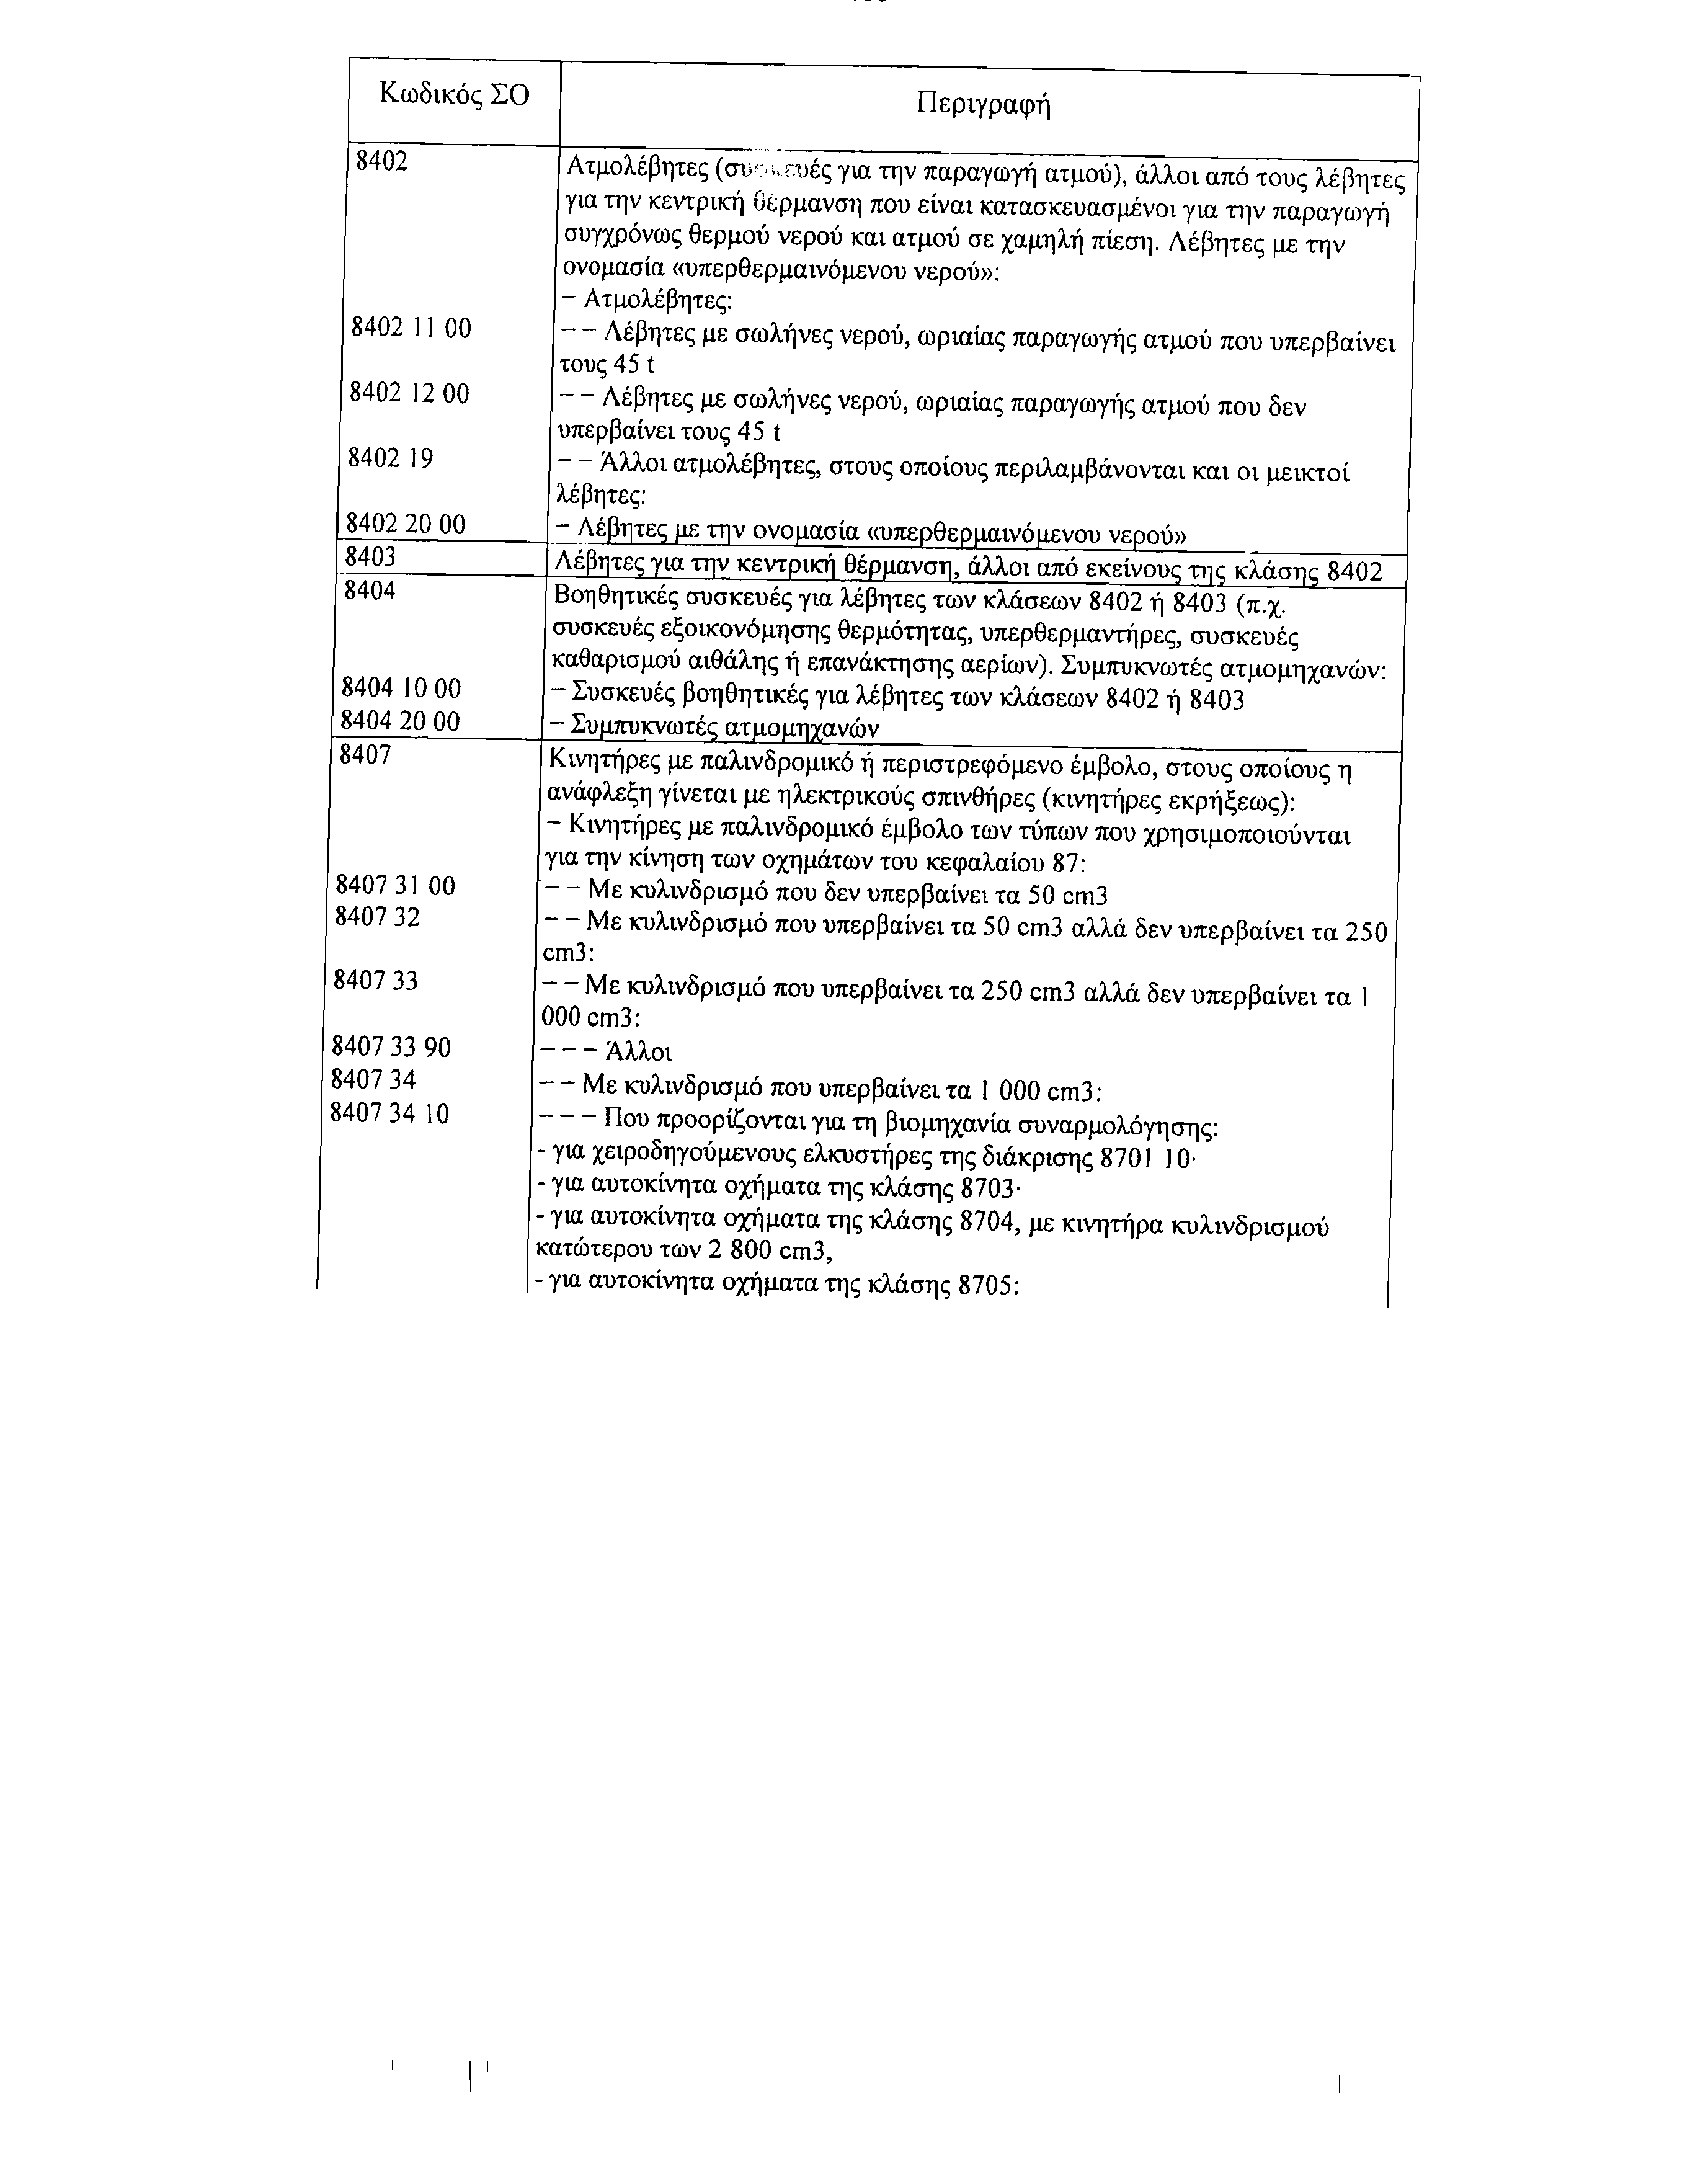 Κωδικός ΣΟ Περιγραφή
8402 Ατμολέβητες (συσκευές για την παραγωγή ατμού), άλλοι από τους λέβητες
για την κεντρική θέρμανση που είναι κατασκευασμένοι για την παραγωγή
συγχρόνως θερμού νερού και ατμού σε χαμηλή πίεση. Λέβητες με την
ονομασία «υπερθερμαινόμενου νερού»:
– Ατμολέβητες:
8402 11 00 – – Λέβητες με σωλήνες νερού, ωριαίας παραγωγής ατμού που υπερβαίνει
τους 45 t
8402 12 00 – – Λέβητες με σωλήνες νερού, ωριαίας παραγωγής ατμού που δεν
υπερβαίνει τους 45 t
8402 19 – – Άλλοι ατμολέβητες, στους οποίους περιλαμβάνονται και οι μεικτοί
λέβητες:
8402 20 00 – Λέβητες με την ονομασία «υπερθερμαινόμενου νερού»
8403 Λέβητες για την κεντρική θέρμανση, άλλοι από εκείνους της κλάσης 8402
8404 Βοηθητικές συσκευές για λέβητες των κλάσεων 8402 ή 8403 (π.χ.
συσκευές εξοικονόμησης θερμότητας, υπερθερμαντήρες, συσκευές
καθαρισμού αιθάλης ή επανάκτησης αερίων). Συμπυκνωτές ατμομηχανών:
8404 10 00 – Συσκευές βοηθητικές για λέβητες των κλάσεων 8402 ή 8403
8404 20 00 – Συμπυκνωτές ατμομηχανών
8407 Κινητήρες με παλινδρομικό ή περιστρεφόμενο έμβολο, στους οποίους η
ανάφλεξη γίνεται με ηλεκτρικούς σπινθήρες (κινητήρες εκρήξεως):
– Κινητήρες με παλινδρομικό έμβολο των τύπων που χρησιμοποιούνται
για την κίνηση των οχημάτων του κεφαλαίου 87:
8407 31 00 – – Με κυλινδρισμό που δεν υπερβαίνει τα 50 cm3
8407 32 – – Με κυλινδρισμό που υπερβαίνει τα 50 cm3 αλλά δεν υπερβαίνει τα 250
cm3:
8407 33 – – Με κυλινδρισμό που υπερβαίνει τα 250 cm3 αλλά δεν υπερβαίνει τα 1
000 cm3:
8407 33 90 – – – Άλλοι
8407 34 – – Με κυλινδρισμό που υπερβαίνει τα 1 000 cm3:
8407 34 10 – – – Που προορίζονται για τη βιομηχανία συναρμολόγησης:
- για χειροδηγούμενους ελκυστήρες της διάκρισης 8701 10·
- για αυτοκίνητα οχήματα της κλάσης 8703·
- για αυτοκίνητα οχήματα της κλάσης 8704, με κινητήρα κυλινδρισμού
κατώτερου των 2 800 cm3,
- για αυτοκίνητα οχήματα της κλάσης 8705: